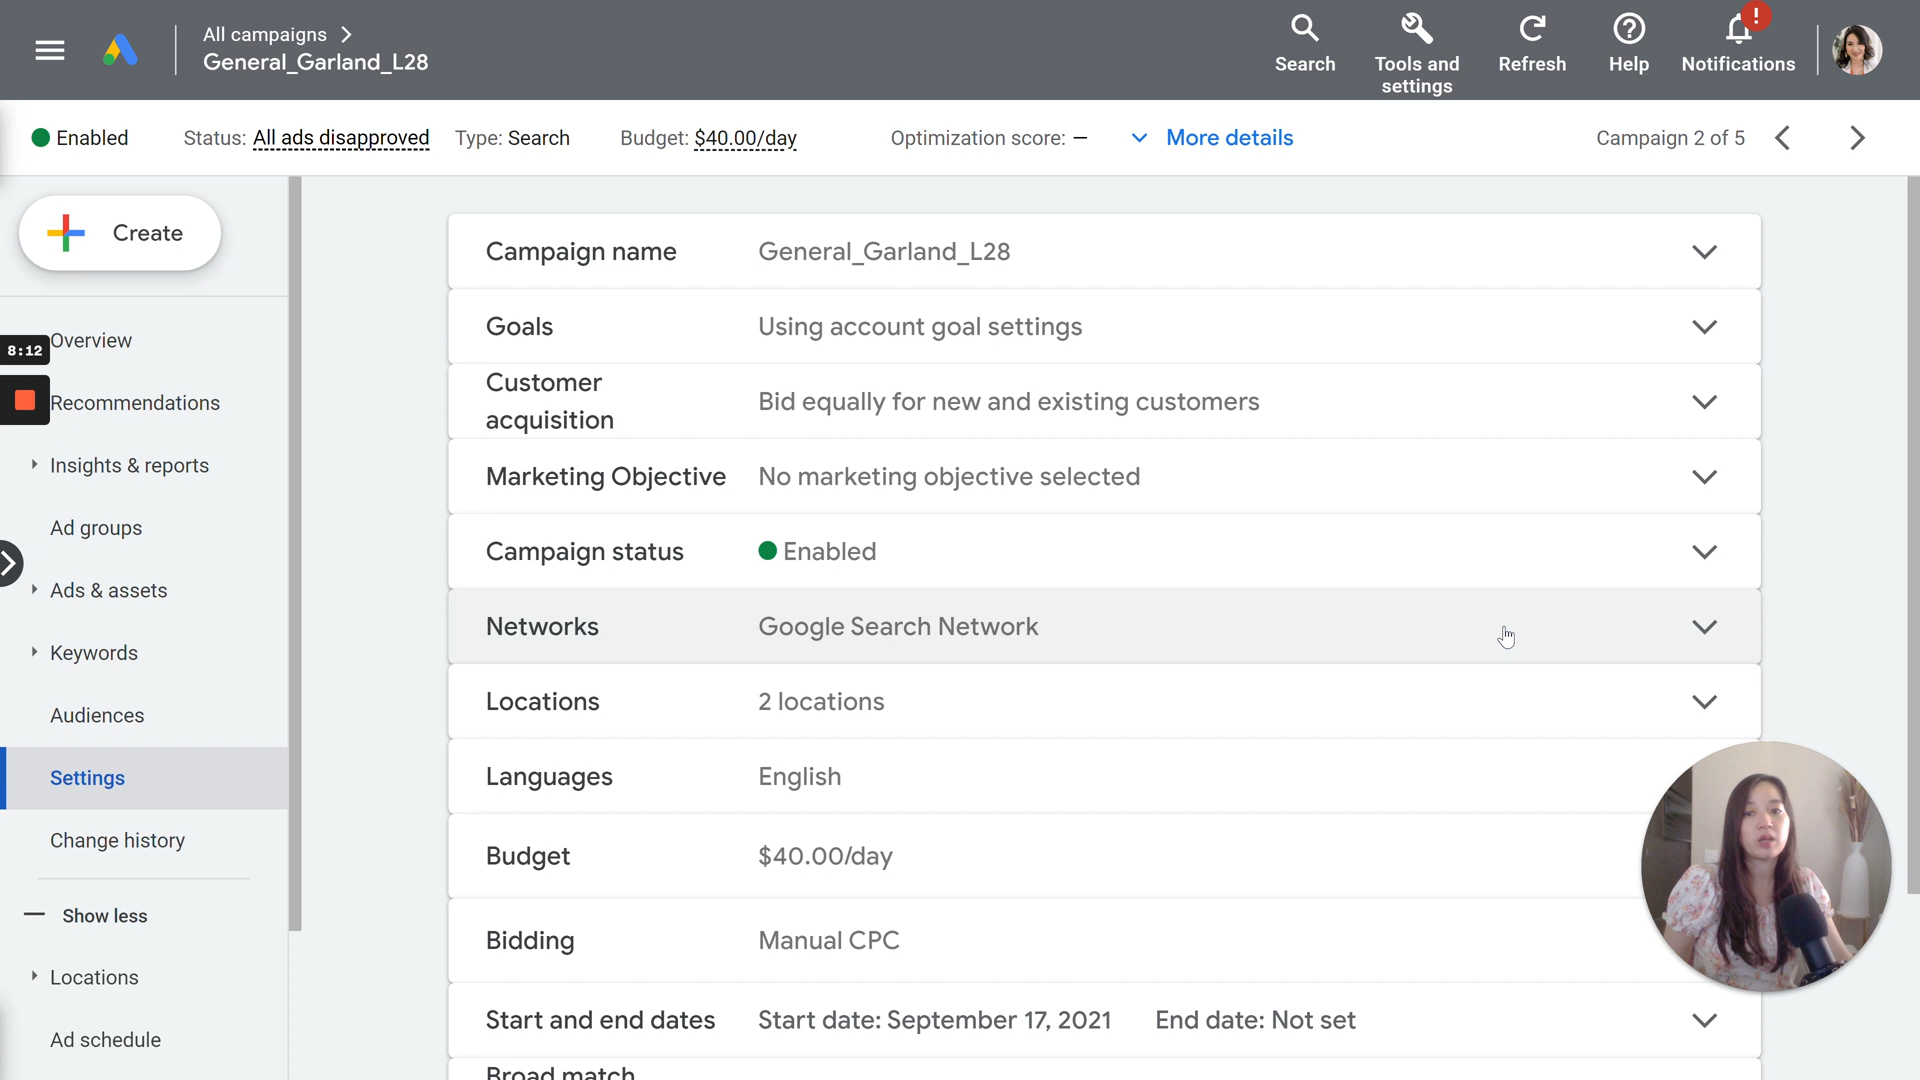 All campaigns
General_Garland_L28
Search
Tools and
settings
Refresh
Help
!
Notifications
Enabled
Status: All ads disapproved
Type: Search
Budget: $40.00/day
Optimization score: –
More details
Campaign 2 of 5
Create
Overview
8:12
Recommendations
Insights & reports
Ad groups
Ads & assets
Keywords
Audiences
Settings
Change history
Show less
Locations
Ad schedule
Campaign name General_Garland_L28
Goals Using account goal settings
Customer
acquisition
Bid equally for new and existing customers
Marketing Objective No marketing objective selected
Campaign status Enabled
Networks Google Search Network
Locations 2 locations
Languages English
Budget $40.00/day
Bidding Manual CPC
Start and end dates Start date: September 17, 2021 End date: Not set
Broad match